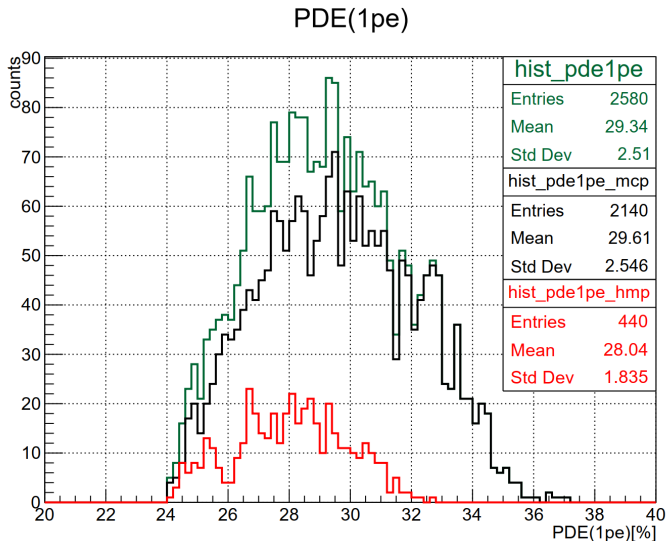 PDE(1pe)
counts
90
80
70
60
50
40
30
20
10
0
20 22 24 26 28 30 32 34 36 38 40
PDE(1pe)[%]
hist_pde1pe
Entries 2580
Mean 29.34
Std Dev 2.51
hist_pde1pe_mcp
Entries 2140
Mean 29.61
Std Dev 2.546
hist_pde1pe_hmp
Entries 440
Mean 28.04
Std Dev 1.835